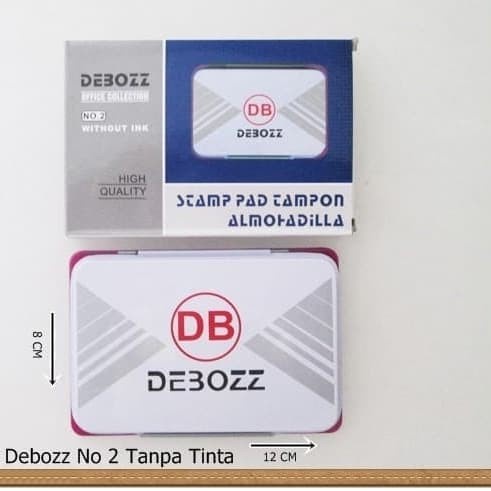 DEBOZZ
OFFICE COLLECTION
NO.2
WITHOUT INK
HIGH
QUALITY
DB
DEBOZZ
STAMP PAD TAMPON
ALMOHADILLA
DB
DEBOZZ
8 CM
Debozz No 2 Tanpa Tinta
12 CM